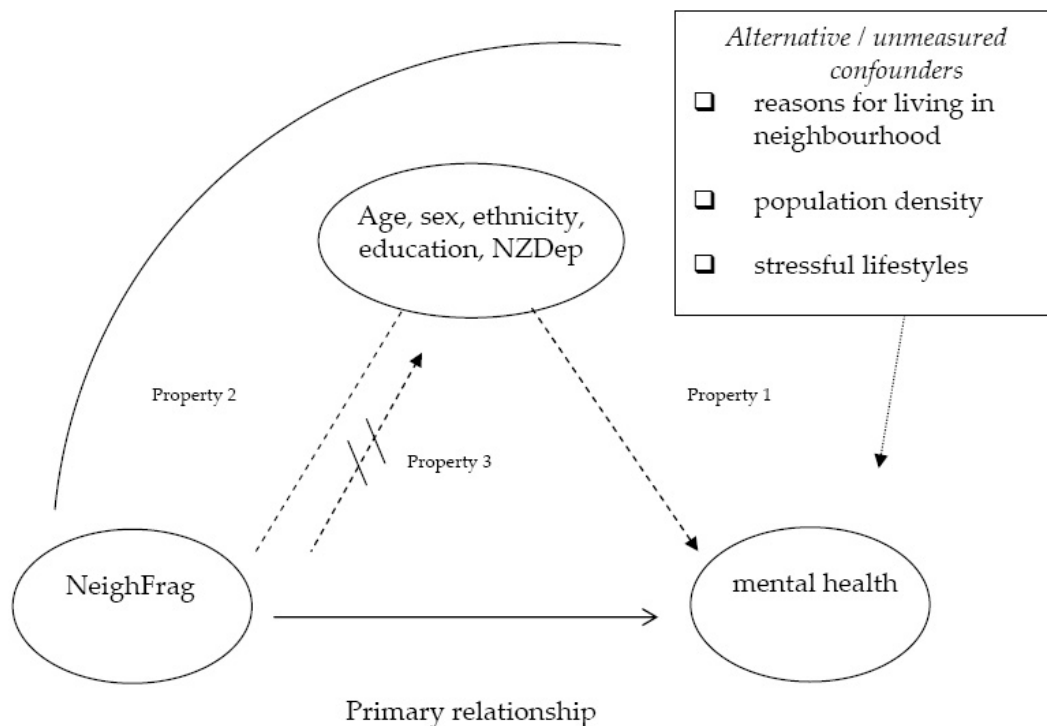 Alternative / unmeasured
confounders
❑ reasons for living in
neighbourhood
❑ population density
❑ stressful lifestyles
Age, sex, ethnicity,
education, NZDep
Property 2
Property 1
Property 3
NeighFrag
mental health
Primary relationship